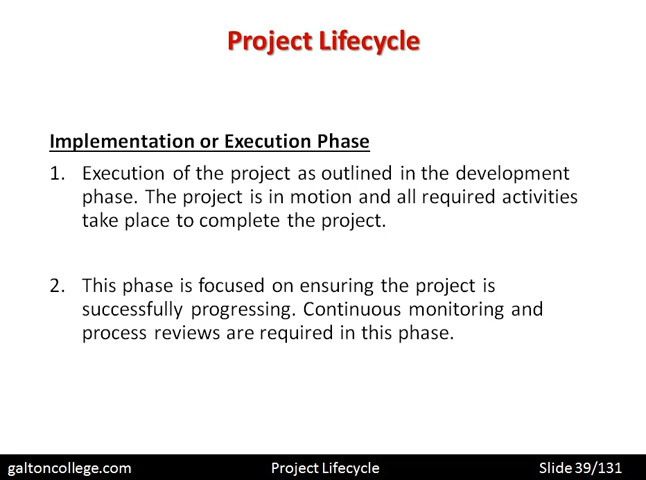 Project Lifecycle
Implementation or Execution Phase
1. Execution of the project as outlined in the development
phase. The project is in motion and all required activities
take place to complete the project.
2. This phase is focused on ensuring the project is
successfully progressing. Continuous monitoring and
process reviews are required in this phase.
galtoncollege.com Project Lifecycle Slide 39/131